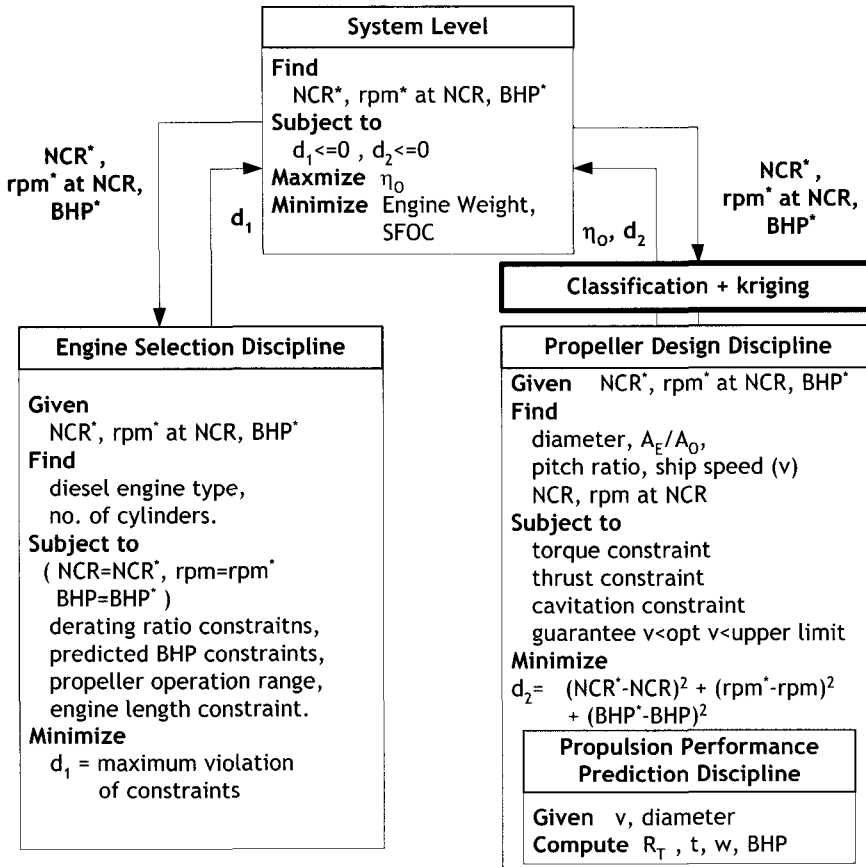 System Level
Find
NCR*, rpm* at NCR, BHP*
Subject to
d₁<=0 , d₂<=0
Maxmize η₀
Minimize Engine Weight,
SFOC
NCR*,
rpm* at NCR,
BHP*
d₁
η₀, d₂
NCR*,
rpm* at NCR,
BHP*
Classification + kriging
Engine Selection Discipline
Given
NCR*, rpm* at NCR, BHP*
Find
diesel engine type,
no. of cylinders.
Subject to
( NCR=NCR*, rpm=rpm*
BHP=BHP* )
derating ratio constraitns,
predicted BHP constraints,
propeller operation range,
engine length constraint.
Minimize
d₁ = maximum violation
of constraints
Propeller Design Discipline
Given NCR*, rpm* at NCR, BHP*
Find
diameter, A_E/A_O,
pitch ratio, ship speed (v)
NCR, rpm at NCR
Subject to
torque constraint
thrust constraint
cavitation constraint
guarantee v<opt v<upper limit
Minimize
d₂= (NCR*-NCR)² + (rpm*-rpm)²
+ (BHP*-BHP)²
Propulsion Performance
Prediction Discipline
Given v, diameter
Compute R_T , t, w, BHP